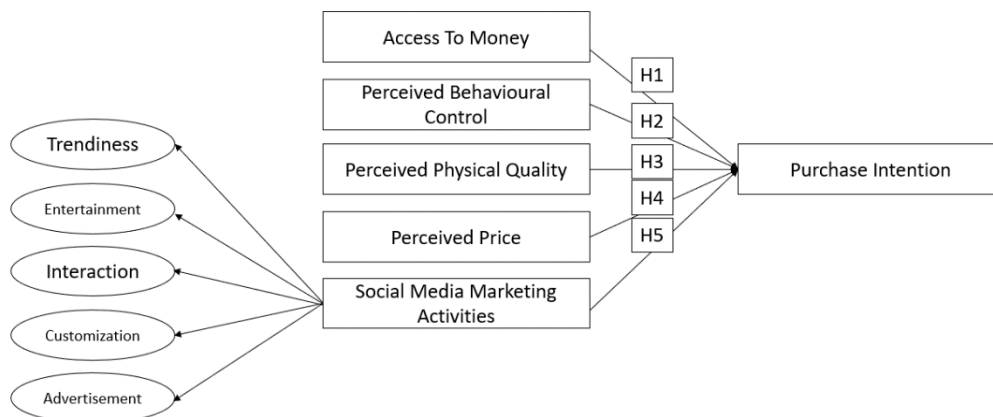 Access To Money
H1
Perceived Behavioural
Control
H2
Trendiness
Perceived Physical Quality
H3
Purchase Intention
Entertainment
H4
Perceived Price
H5
Interaction
Social Media Marketing
Activities
Customization
Advertisement